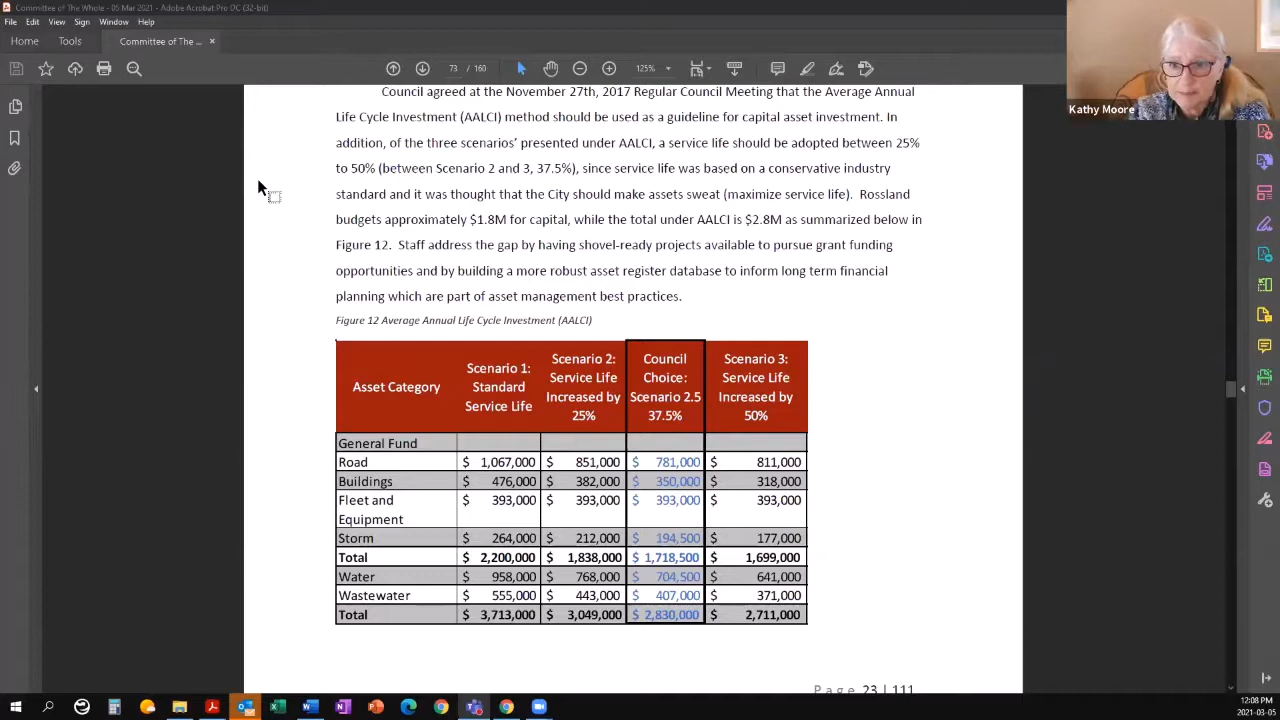 Committee Of The Whole - 05 Mar 2021 - Adobe Acrobat Pro DC (32-bit)
File Edit View Sign Window Help
Home Tools Committee of The ... ×
73 / 160 125%
Kathy Moore
Council agreed at the November 27th, 2017 Regular Council Meeting that the Average Annual
Life Cycle Investment (AALCI) method should be used as a guideline for capital asset investment. In
addition, of the three scenarios’ presented under AALCI, a service life should be adopted between 25%
to 50% (between Scenario 2 and 3, 37.5%), since service life was based on a conservative industry
standard and it was thought that the City should make assets sweat (maximize service life). Rossland
budgets approximately $1.8M for capital, while the total under AALCI is $2.8M as summarized below in
Figure 12. Staff address the gap by having shovel-ready projects available to pursue grant funding
opportunities and by building a more robust asset register database to inform long term financial
planning which are part of asset management best practices.
Figure 12 Average Annual Life Cycle Investment (AALCI)
Asset Category
Scenario 1:
Standard
Service Life
Scenario 2:
Service Life
Increased by
25%
Council
Choice:
Scenario 2.5
37.5%
Scenario 3:
Service Life
Increased by
50%
General Fund
Road $ 1,067,000 $ 851,000 $ 781,000 $ 811,000
Buildings $ 476,000 $ 382,000 $ 350,000 $ 318,000
Fleet and $ 393,000 $ 393,000 $ 393,000 $ 393,000
Equipment
Storm $ 264,000 $ 212,000 $ 194,500 $ 177,000
Total $ 2,200,000 $ 1,838,000 $ 1,718,500 $ 1,699,000
Water $ 958,000 $ 768,000 $ 704,500 $ 641,000
Wastewater $ 555,000 $ 443,000 $ 407,000 $ 371,000
Total $ 3,713,000 $ 3,049,000 $ 2,830,000 $ 2,711,000
Page 23 | 111
12:08 PM
2021-03-05